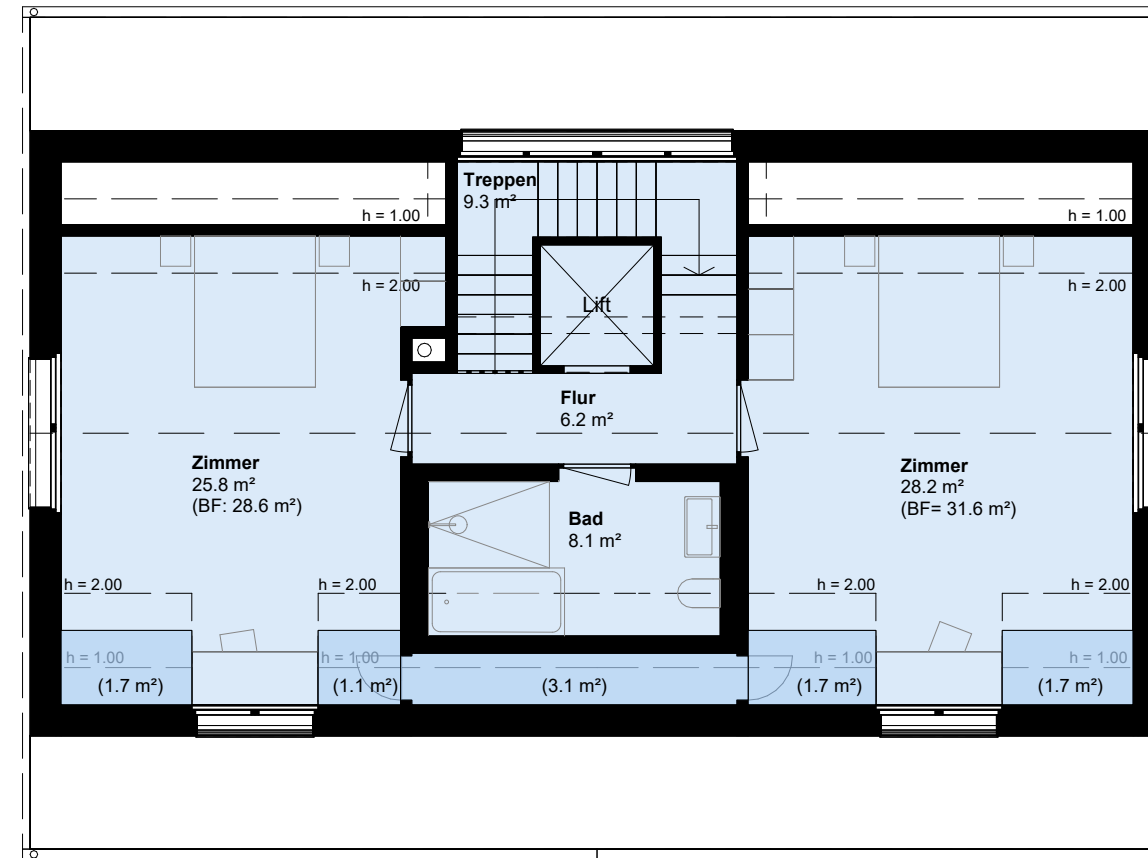 Treppen
9.3 m²
h = 1.00
h = 1.00
h = 2.00
h = 2.00
Lift
Flur
6.2 m²
Zimmer
25.8 m²
(BF: 28.6 m²)
Zimmer
28.2 m²
(BF= 31.6 m²)
Bad
8.1 m²
h = 2.00
h = 2.00
h = 2.00
h = 2.00
h = 1.00
h = 1.00
h = 1.00
h = 1.00
(1.7 m²)
(1.1 m²)
(3.1 m²)
(1.7 m²)
(1.7 m²)